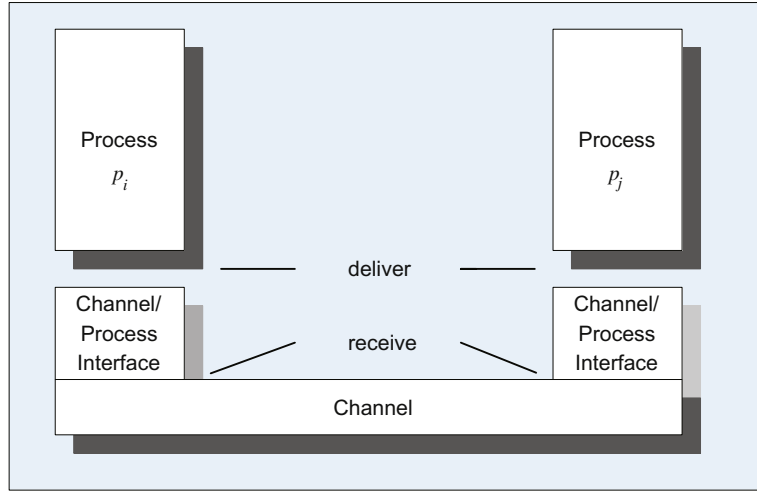 Process
p_i
Process
p_j
deliver
Channel/
Process
Interface
Channel/
Process
Interface
receive
Channel